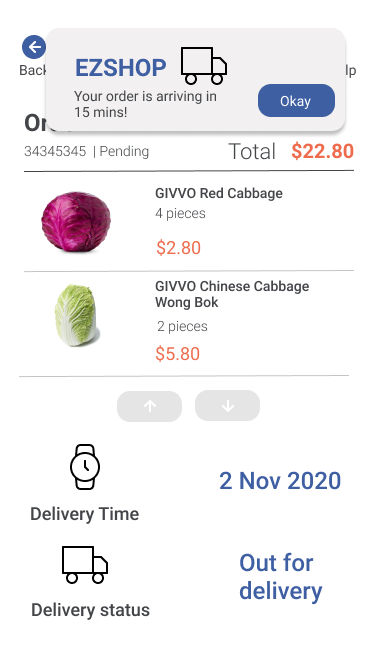 EZSHOP
Your order is arriving in
15 mins!
Okay
Back
34345345 | Pending
Total $22.80
GIVVO Red Cabbage
4 pieces
$2.80
GIVVO Chinese Cabbage
Wong Bok
2 pieces
$5.80
Delivery Time
2 Nov 2020
Delivery status
Out for
delivery